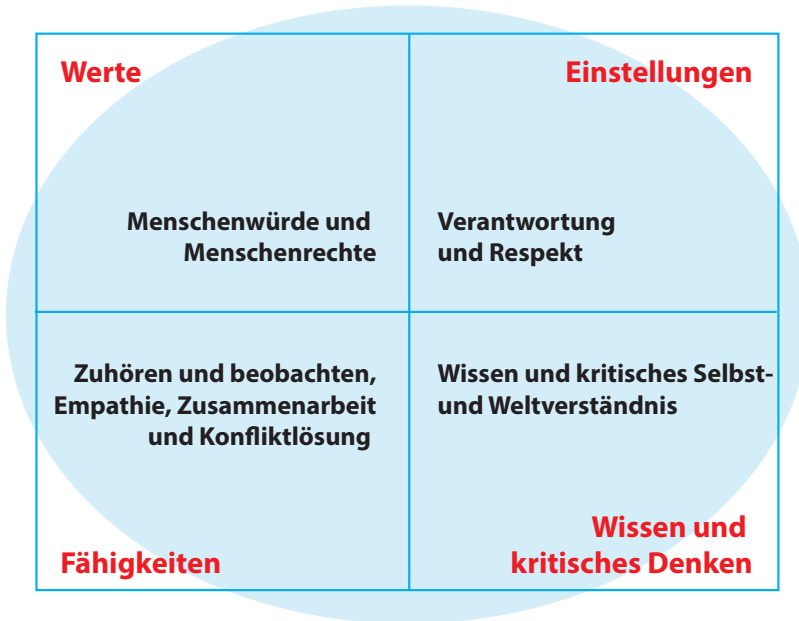 Werte
Einstellungen
Menschenwürde und
Menschenrechte
Verantwortung
und Respekt
Zuhören und beobachten,
Empathie, Zusammenarbeit
und Konfliktlösung
Wissen und kritisches Selbst-
und Weltverständnis
Fähigkeiten
Wissen und
kritisches Denken